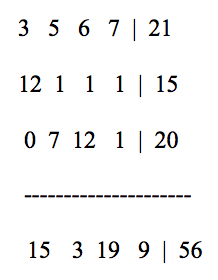 3 5 6 7 | 21
12 1 1 1 | 15
0 7 12 1 | 20
---------------------
15 3 19 9 | 56